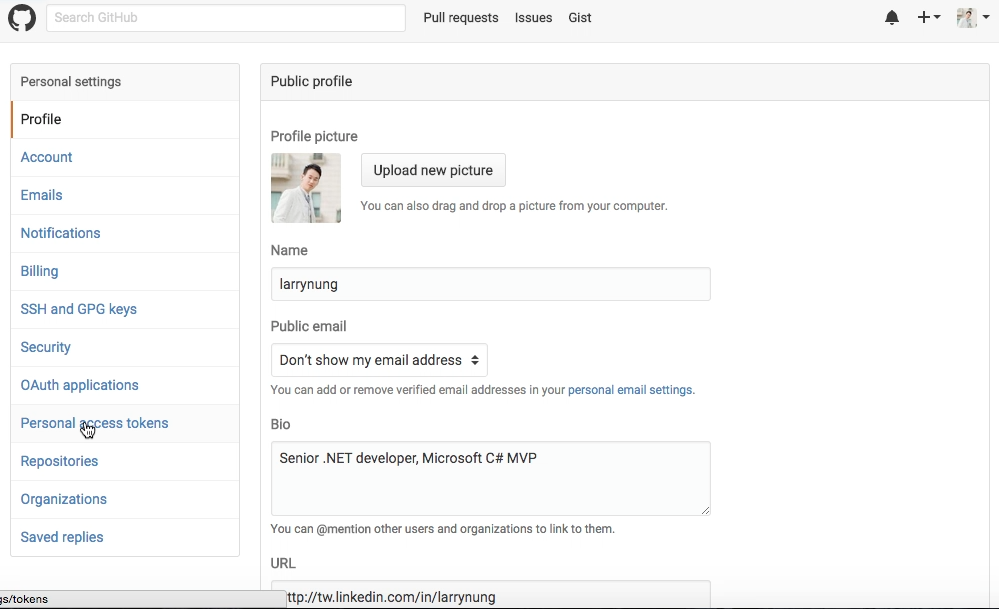 Search GitHub
Pull requests Issues Gist
Personal settings
Profile
Account
Emails
Notifications
Billing
SSH and GPG keys
Security
OAuth applications
Personal access tokens
Repositories
Organizations
Saved replies
Public profile
Profile picture
Upload new picture
You can also drag and drop a picture from your computer.
Name
larrynung
Public email
Don't show my email address
You can add or remove verified email addresses in your personal email settings.
Bio
Senior .NET developer, Microsoft C# MVP
You can @mention other users and organizations to link to them.
URL
ttp://tw.linkedin.com/in/larrynung
gs/tokens